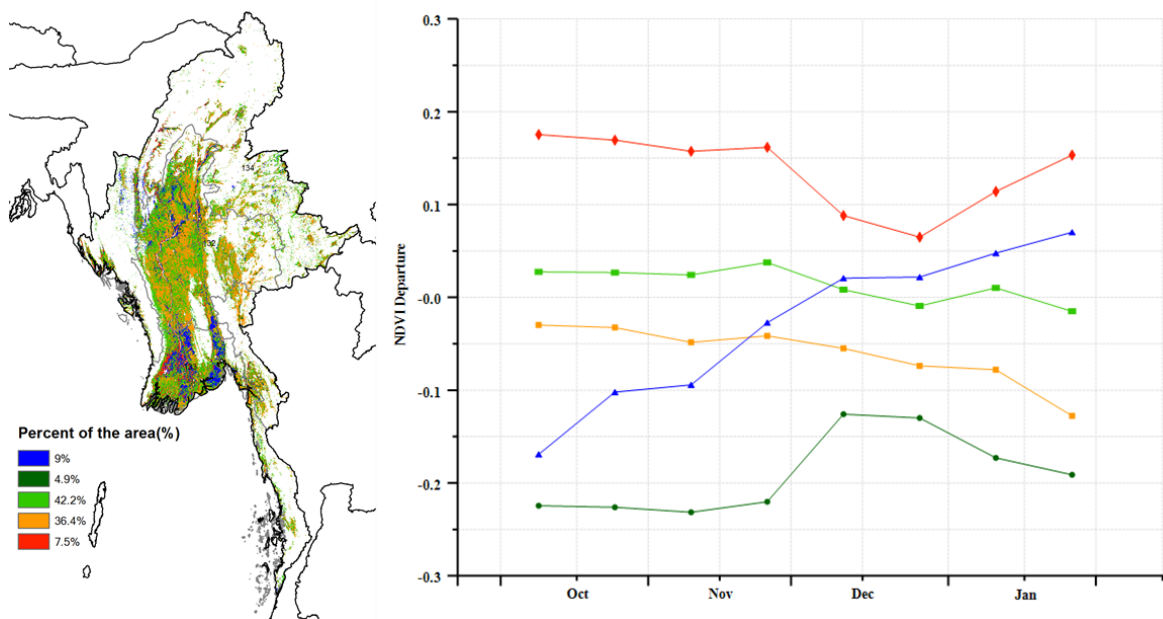 134
132
Percent of the area(%)
9%
4.9%
42.2%
36.4%
7.5%
NDVI Departure
0.3
0.2
0.1
-0.0
-0.1
-0.2
-0.3
Oct
Nov
Dec
Jan